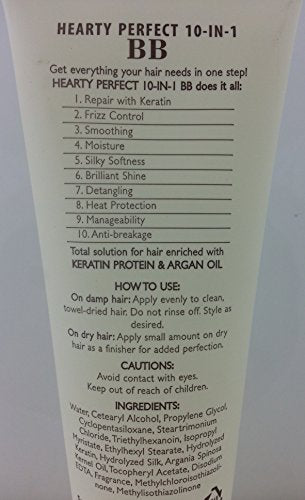 HEARTY PERFECT 10-IN-1
BB
Get everything your hair needs in one step!
HEARTY PERFECT 10-IN-1 BB does it all:
1. Repair with Keratin
2. Frizz Control
3. Smoothing
4. Moisture
5. Silky Softness
6. Brilliant Shine
7. Detangling
8. Heat Protection
9. Manageability
10. Anti-breakage
Total solution for hair enriched with
KERATIN PROTEIN & ARGAN OIL
HOW TO USE:
On damp hair: Apply evenly to clean,
towel-dried hair. Do not rinse off. Style as
desired.
On dry hair: Apply small amount on dry
hair as a finisher for added perfection.
CAUTIONS:
Avoid contact with eyes.
Keep out of reach of children.
INGREDIENTS:
Water, Cetearyl Alcohol, Propylene Glycol,
Cyclopentasiloxane, Steartrimonium
Chloride, Triethylhexanoin, Isopropyl
Myristate, Ethylhexyl Stearate, Hydrolyzed
Keratin, Hydrolyzed Silk, Argania Spinosa
Kernel Oil, Tocopheryl Acetate, Disodium
EDTA, Fragrance, Methylchloroisothiazoli-
none, Methylisothiazolinone